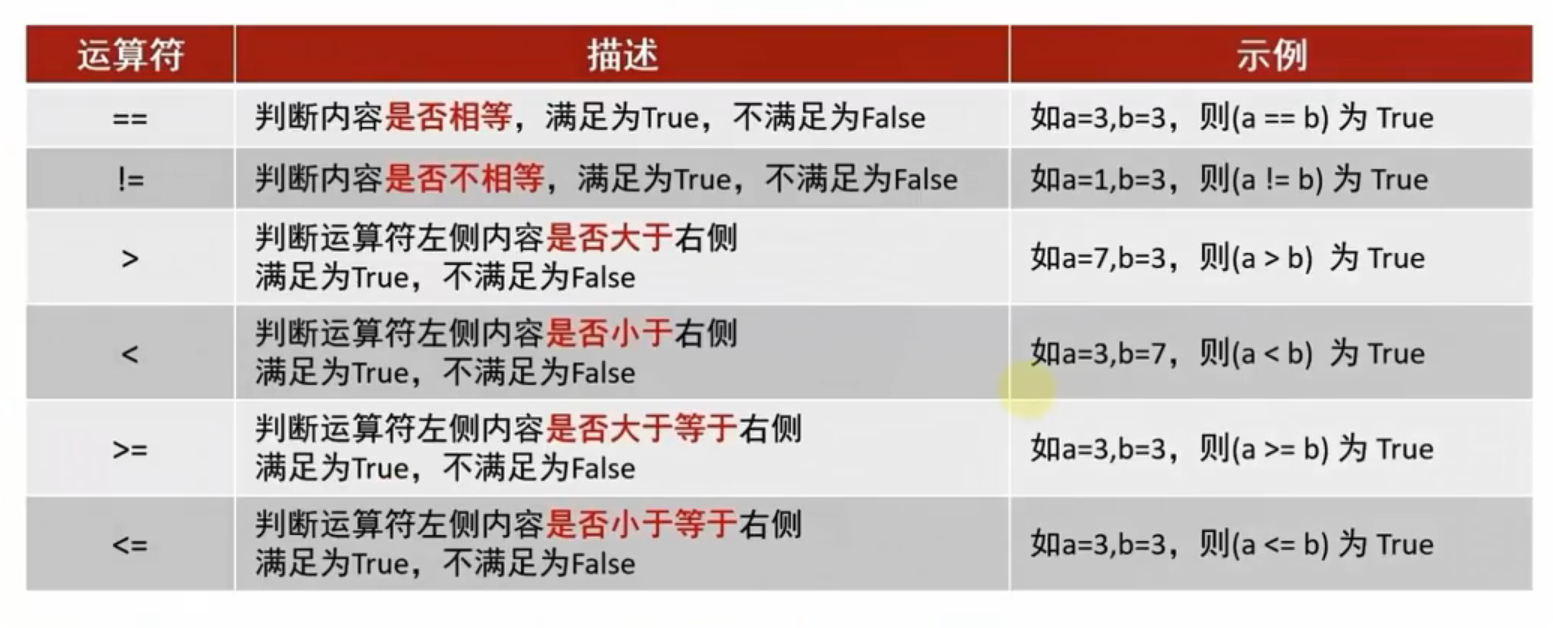 运算符 描述 示例
== 判断内容是否相等，满足为True，不满足为False 如a=3,b=3，则(a == b) 为 True
!= 判断内容是否不相等，满足为True，不满足为False 如a=1,b=3，则(a != b) 为 True
> 判断运算符左侧内容是否大于右侧
满足为True，不满足为False 如a=7,b=3，则(a > b) 为 True
< 判断运算符左侧内容是否小于右侧
满足为True，不满足为False 如a=3,b=7，则(a < b) 为 True
>= 判断运算符左侧内容是否大于等于右侧
满足为True，不满足为False 如a=3,b=3，则(a >= b) 为 True
<= 判断运算符左侧内容是否小于等于右侧
满足为True，不满足为False 如a=3,b=3，则(a <= b) 为 True